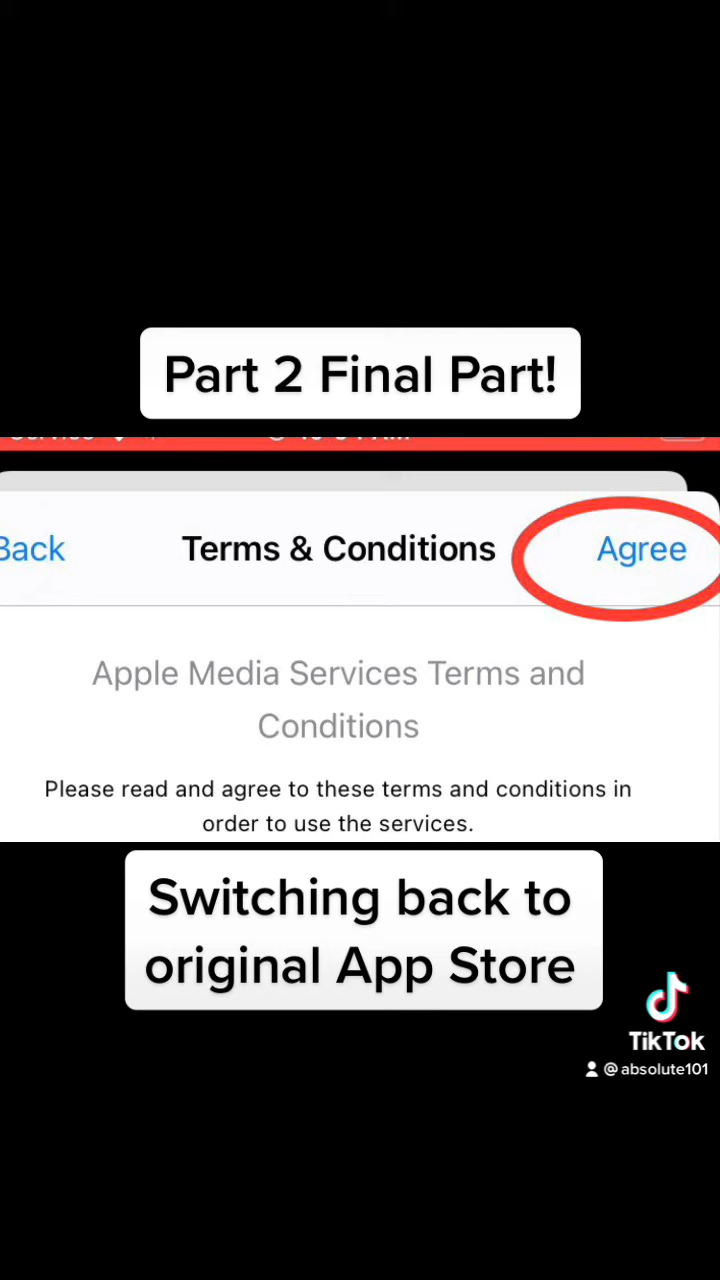 Part 2 Final Part!
Back Terms & Conditions Agree
Apple Media Services Terms and
Conditions
Please read and agree to these terms and conditions in
order to use the services.
Switching back to
original App Store
TikTok
@absolute101